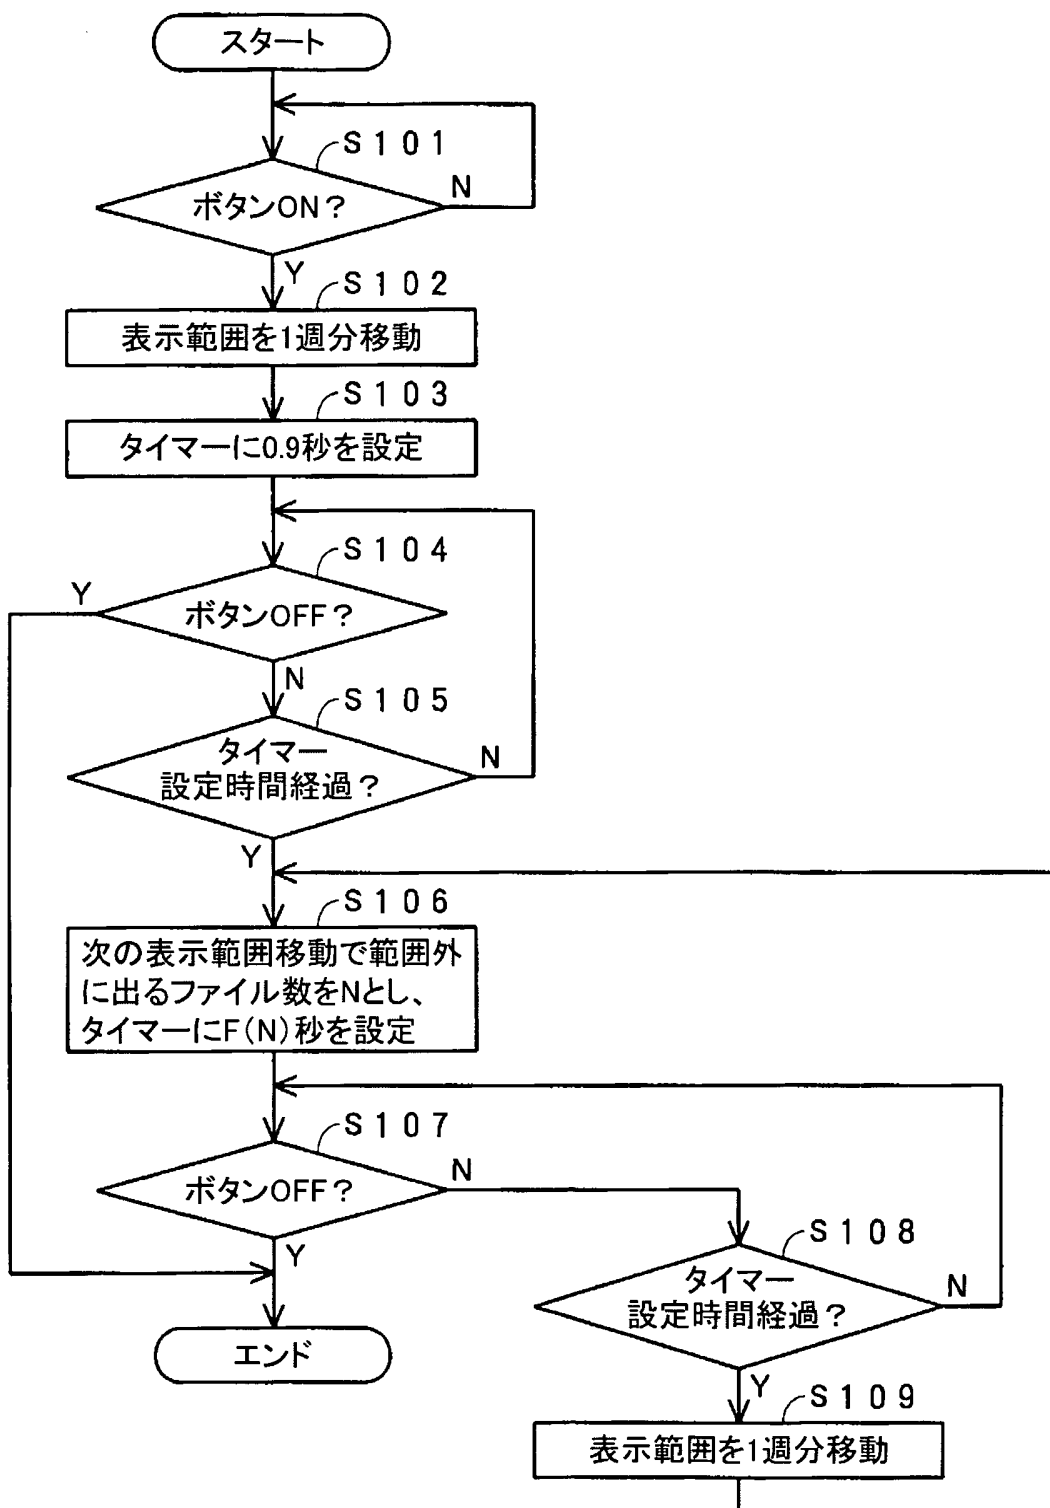 スタート
S101
ボタンON？
N
Y
S102
表示範囲を1週分移動
S103
タイマーに0.9秒を設定
S104
Y
ボタンOFF？
N
S105
タイマー
設定時間経過？
N
Y
S106
次の表示範囲移動で範囲外
に出るファイル数をNとし、
タイマーにF(N)秒を設定
S107
ボタンOFF？
N
Y
S108
タイマー
設定時間経過？
N
エンド
Y
S109
表示範囲を1週分移動